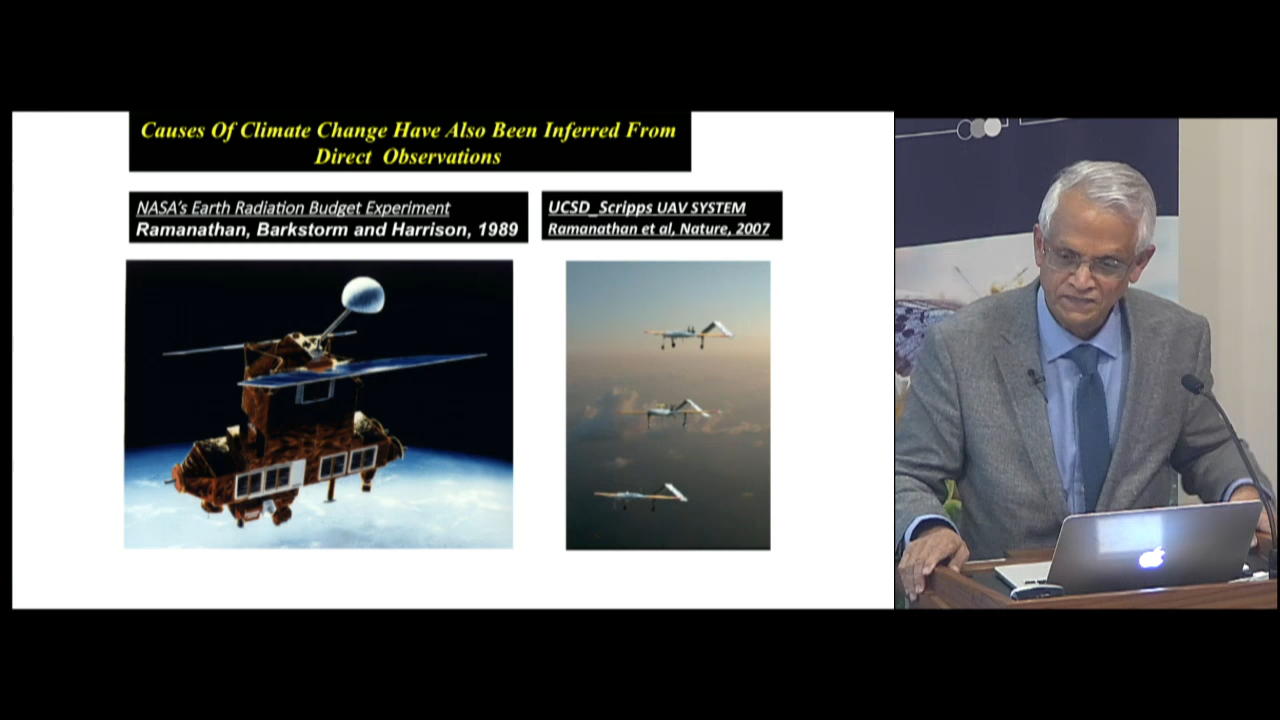 Causes Of Climate Change Have Also Been Inferred From
Direct Observations
NASA's Earth Radiation Budget Experiment
Ramanathan, Barkstorm and Harrison, 1989
UCSD_Scripps UAV SYSTEM
Ramanathan et al, Nature, 2007